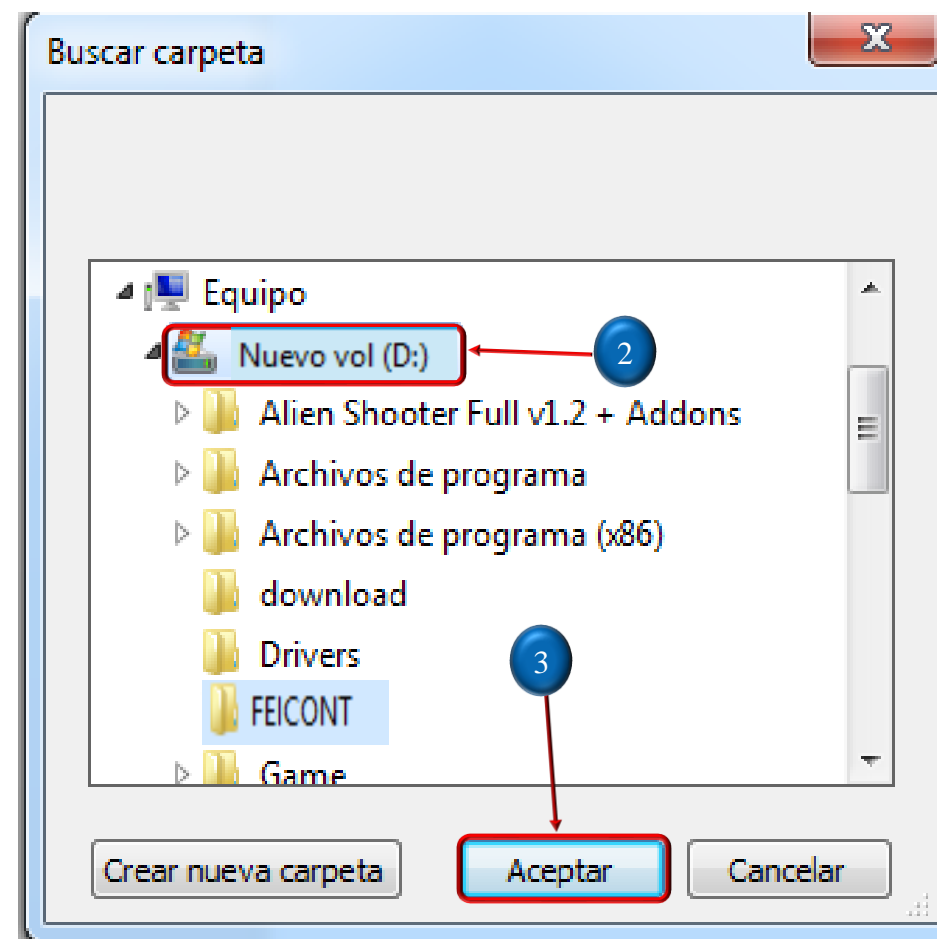 Buscar carpeta
Equipo
Nuevo vol (D:)
2
Alien Shooter Full v1.2 + Addons
Archivos de programa
Archivos de programa (x86)
download
Drivers
3
FEICONT
Game
Crear nueva carpeta
Aceptar
Cancelar